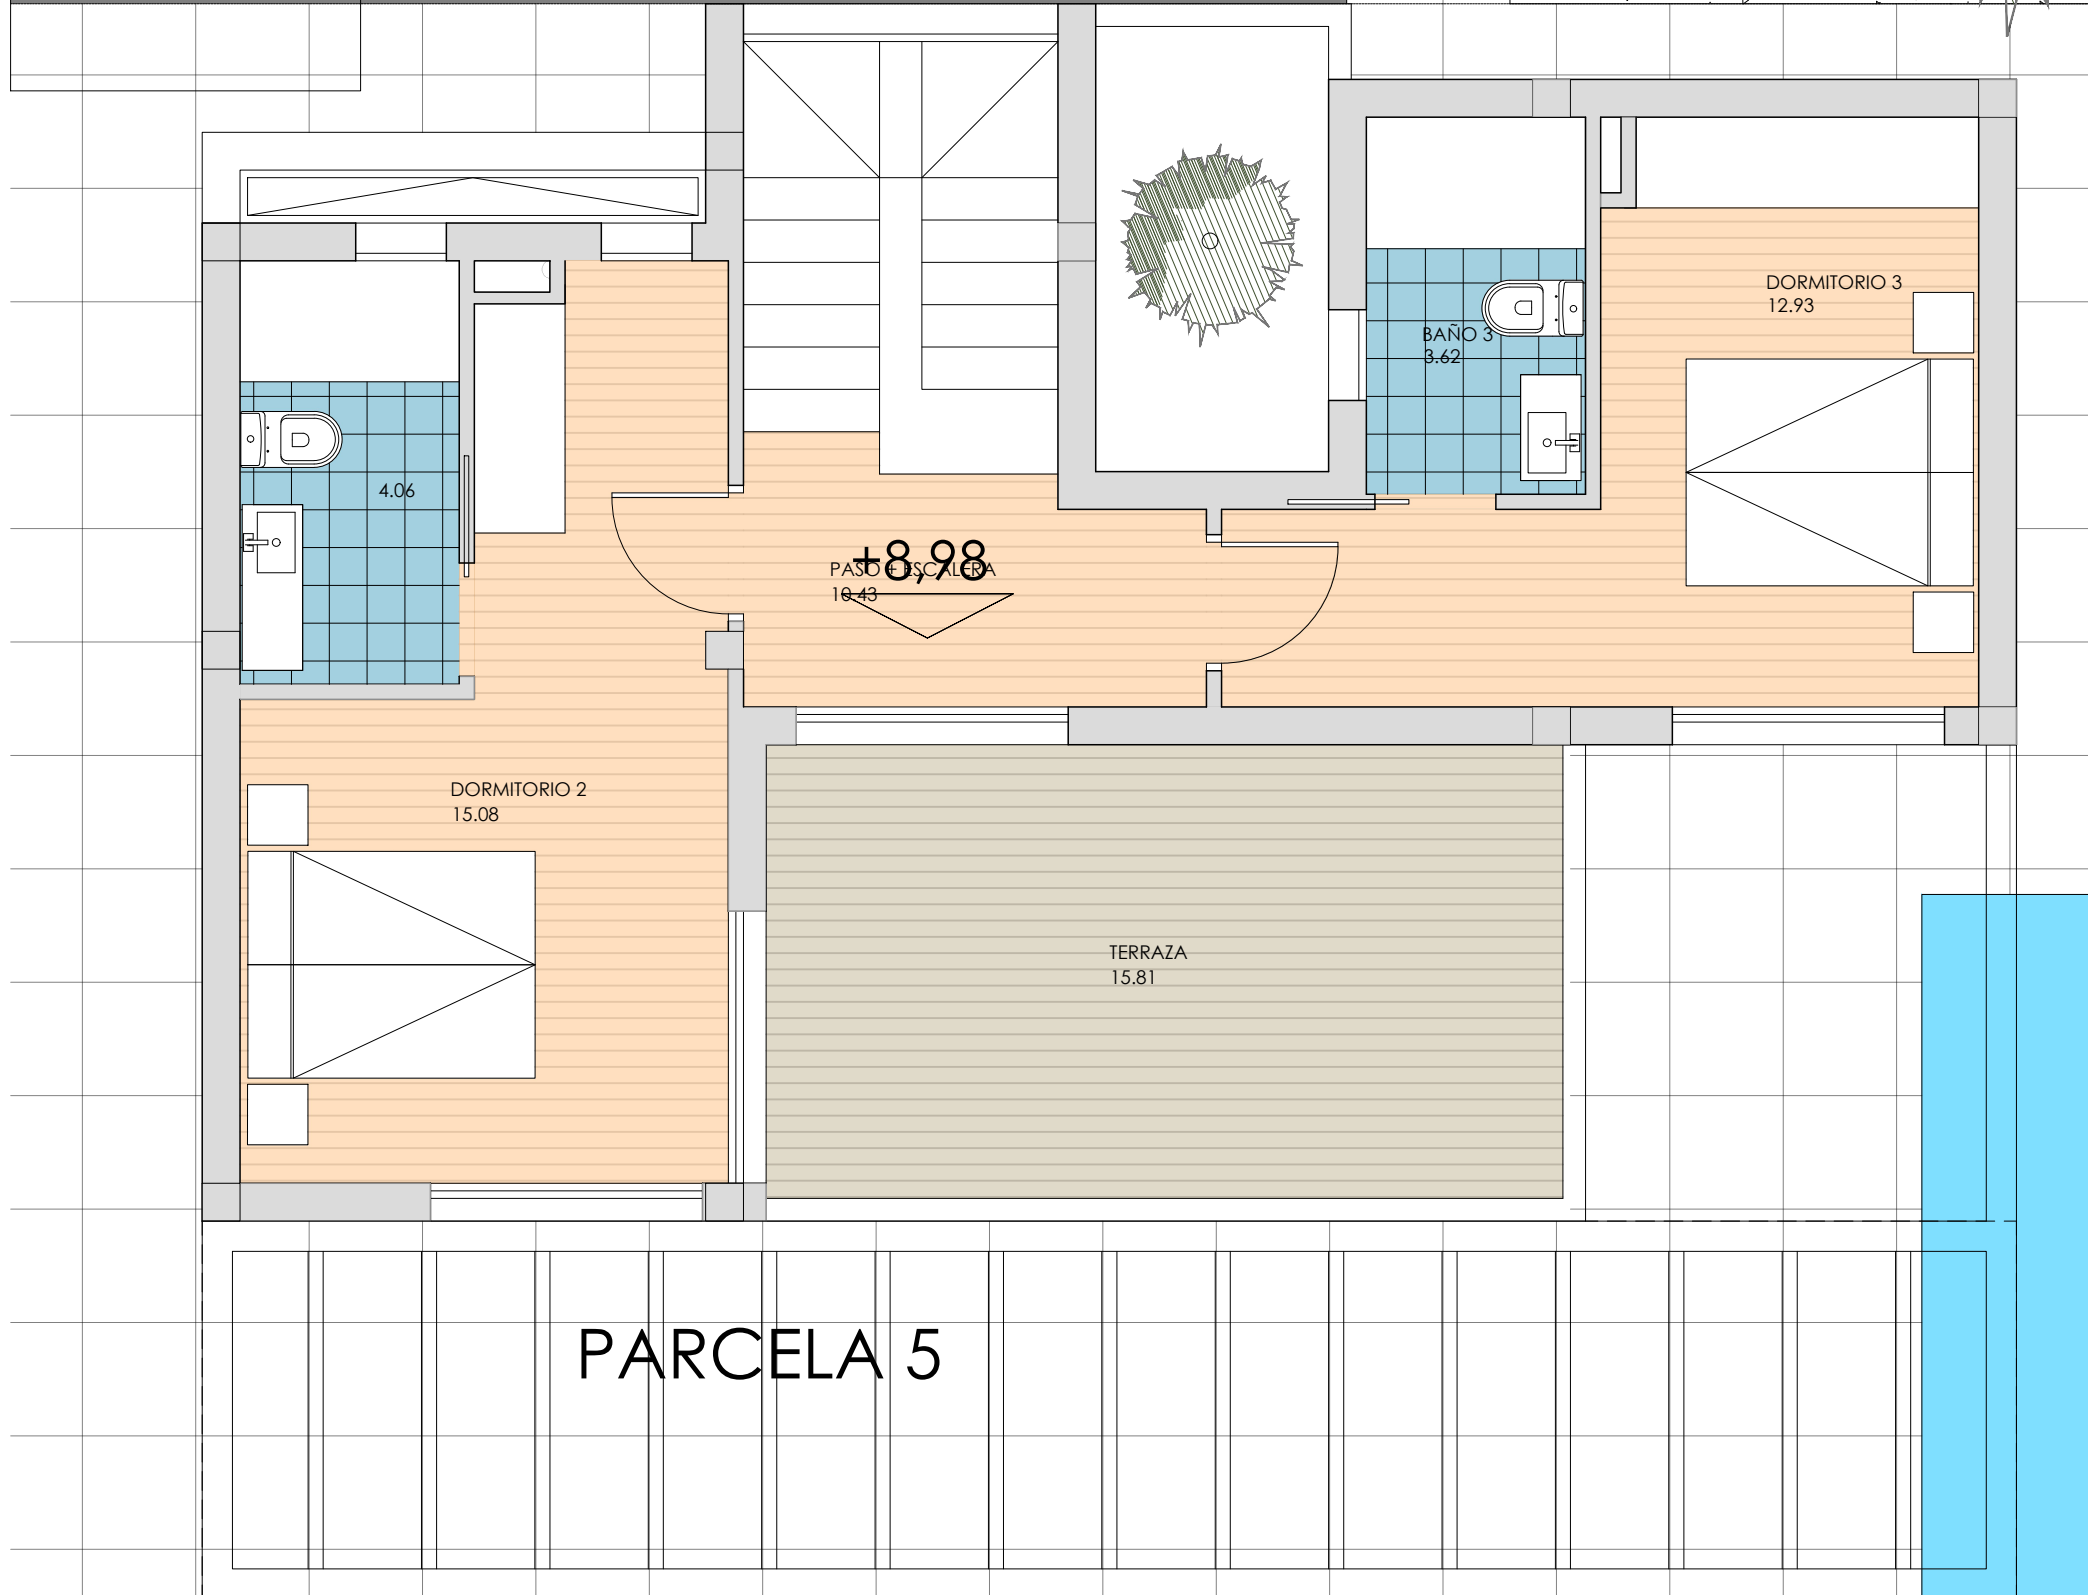 DORMITORIO 3
12.93
BAÑO 3
3.62
4.06
+8,98
PASO + ESCALERA
10.43
DORMITORIO 2
15.08
TERRAZA
15.81
PARCELA 5